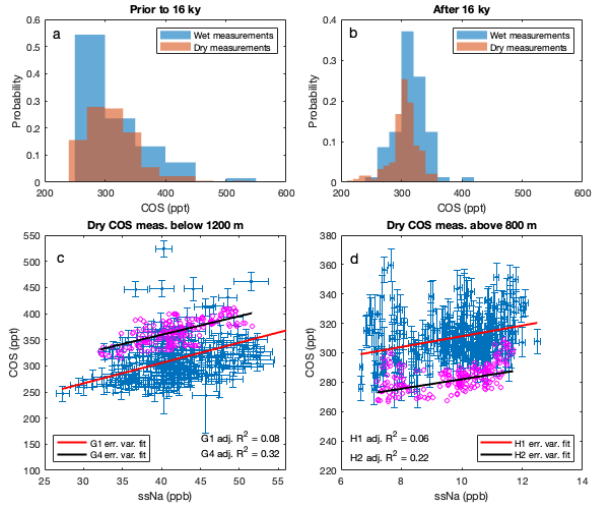 Prior to 16 ky
After 16 ky
a
Wet measurements
Dry measurements
b
Wet measurements
Dry measurements
Probability
0.6
0.5
0.4
0.3
0.2
0.1
0
200
300
400
500
600
COS (ppt)
Probability
0.4
0.3
0.2
0.1
0
200
300
400
500
600
COS (ppt)
Dry COS meas. below 1200 m
Dry COS meas. above 800 m
c
COS (ppt)
550
500
450
400
350
300
250
200
150
100
G1 err. var. fit
G4 err. var. fit
G1 adj. R² = 0.08
G4 adj. R² = 0.32
25
30
35
40
45
50
55
ssNa (ppb)
d
COS (ppt)
380
360
340
320
300
280
260
240
220
H1 adj. R² = 0.06
H2 adj. R² = 0.22
H1 err. var. fit
H2 err. var. fit
6
8
10
12
14
ssNa (ppb)